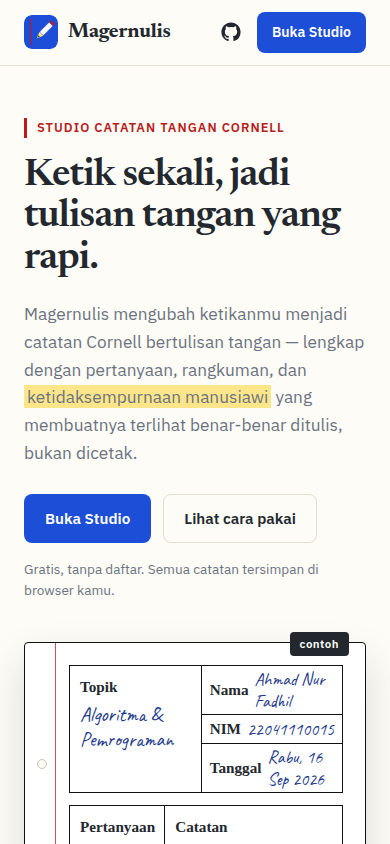 Magernulis
Buka Studio
STUDIO CATATAN TANGAN CORNELL
Ketik sekali, jadi
tulisan tangan yang
rapi.
Magernulis mengubah ketikanmu menjadi
catatan Cornell bertulisan tangan — lengkap
dengan pertanyaan, rangkuman, dan
ketidaksempurnaan manusiawi yang
membuatnya terlihat benar-benar ditulis,
bukan dicetak.
Buka Studio
Lihat cara pakai
Gratis, tanpa daftar. Semua catatan tersimpan di
browser kamu.
contoh
Topik
Algoritma &
Pemrograman
Nama Ahmad Nur
Fadhil
NIM 22041110015
Tanggal Rabu, 16
Sep 2026
Pertanyaan
Catatan